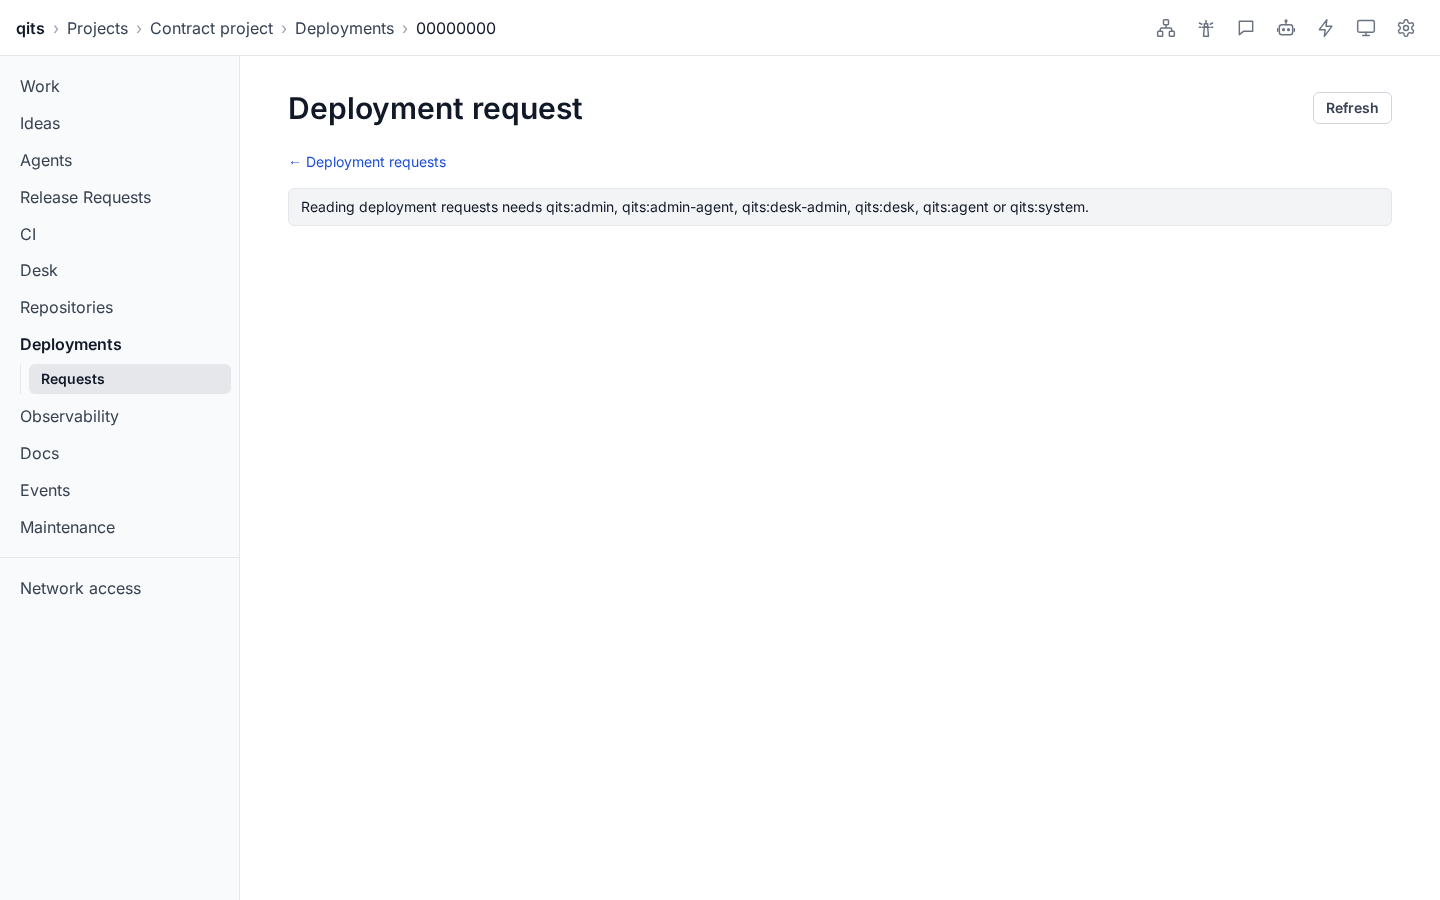 qits › Projects › Contract project › Deployments › 00000000
Work
Ideas
Agents
Release Requests
CI
Desk
Repositories
Deployments
Requests
Observability
Docs
Events
Maintenance
Network access
Deployment request
Refresh
← Deployment requests
Reading deployment requests needs qits:admin, qits:admin-agent, qits:desk-admin, qits:desk, qits:agent or qits:system.